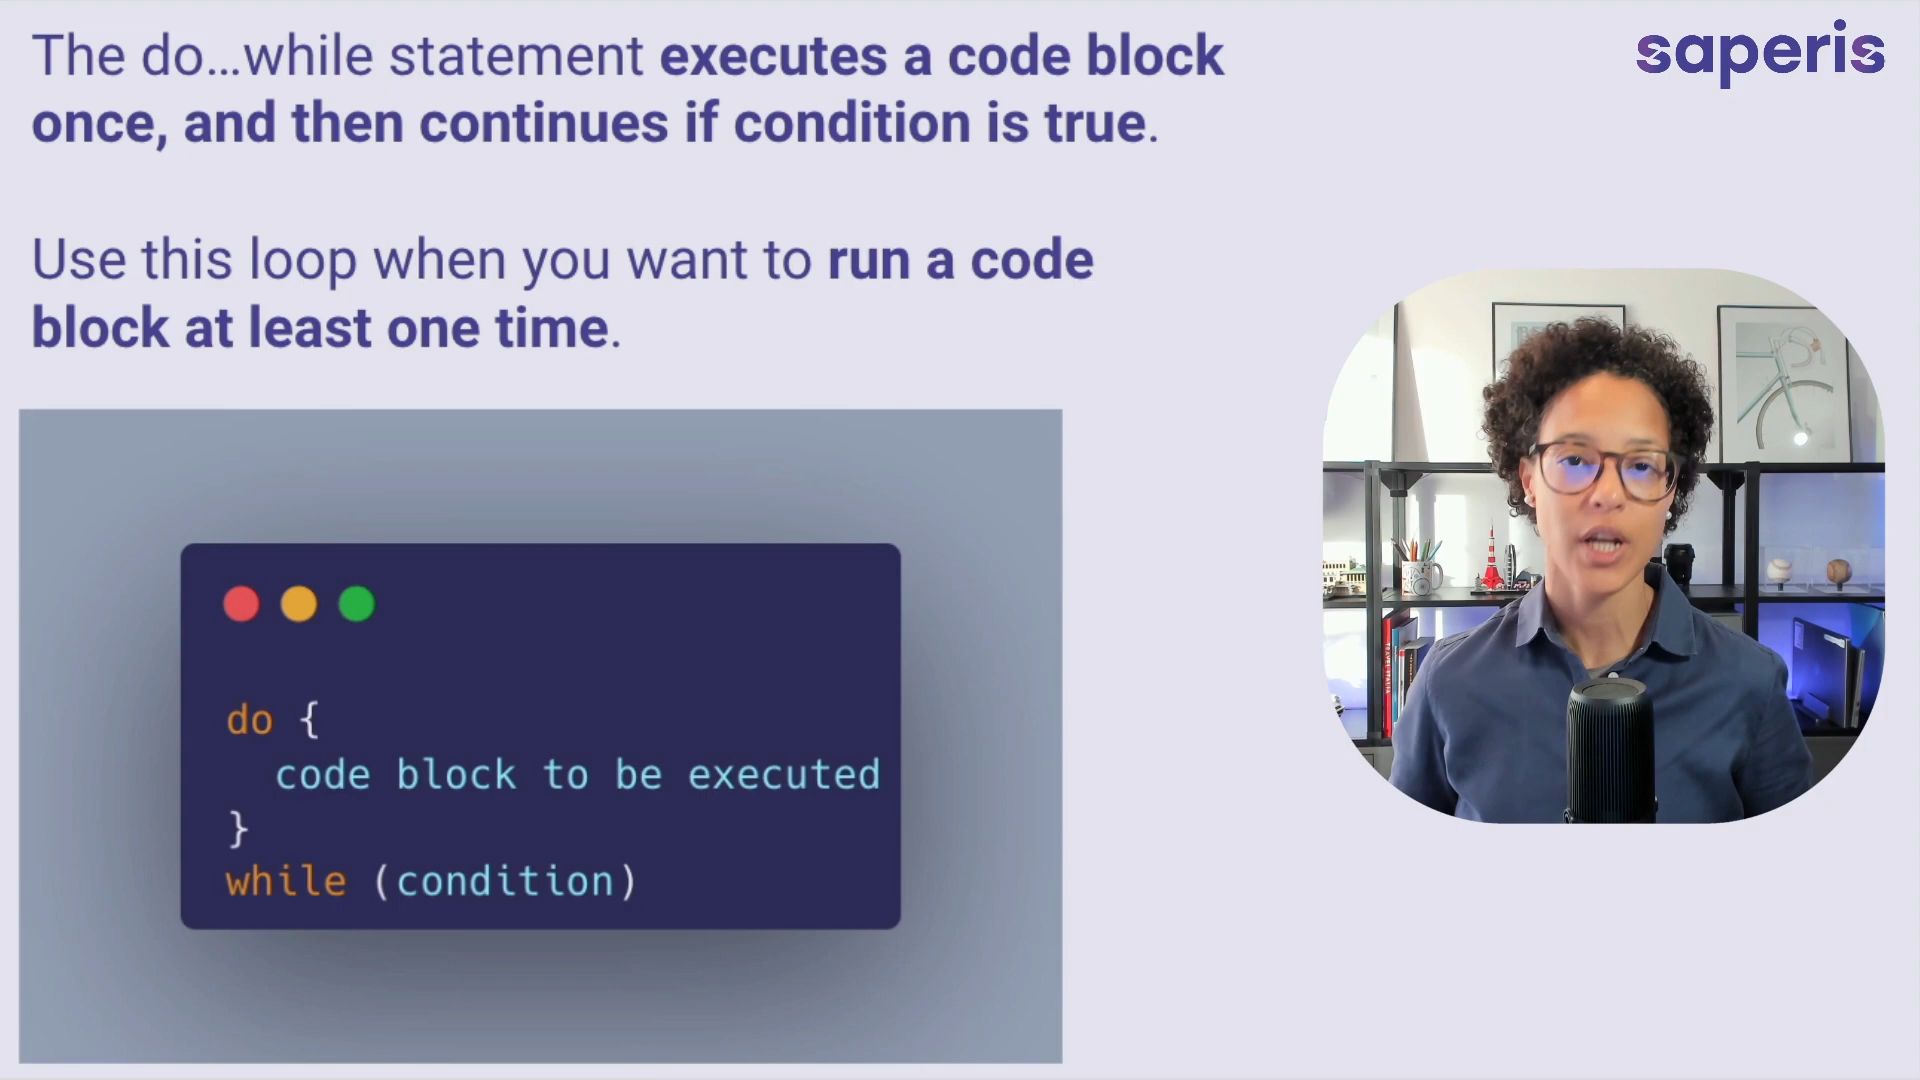 The do...while statement executes a code block
once, and then continues if condition is true.
saperis
Use this loop when you want to run a code
block at least one time.
do {
  code block to be executed
}
while (condition)